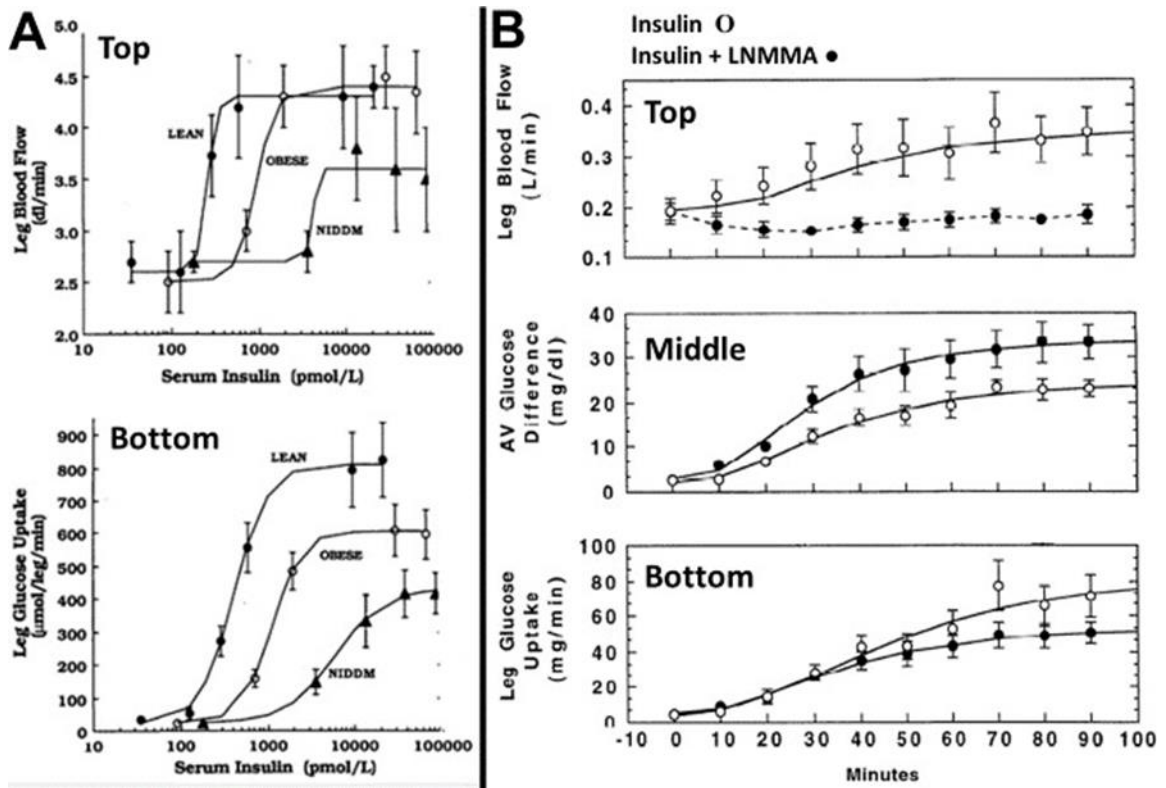 A
Top
Leg Blood Flow
(dl/min)
5.0
4.5
4.0
3.5
3.0
2.5
2.0
LEAN
OBESE
NIDDM
10 100 1000 10000 100000
Serum Insulin (pmol/L)
Bottom
Leg Glucose Uptake
(μmol/leg/min)
900
800
700
600
500
400
300
200
100
0
LEAN
OBESE
NIDDM
10 100 1000 10000 100000
Serum Insulin (pmol/L)
B
Insulin O
Insulin + LNMMA ●
Top
Leg Blood Flow
(L/min)
0.4
0.3
0.2
0.1
Middle
AV Glucose
Difference
(mg/dl)
40
30
20
10
0
Bottom
Leg Glucose
Uptake
(mg/min)
100
80
60
40
20
0
-10 0 10 20 30 40 50 60 70 80 90 100
Minutes